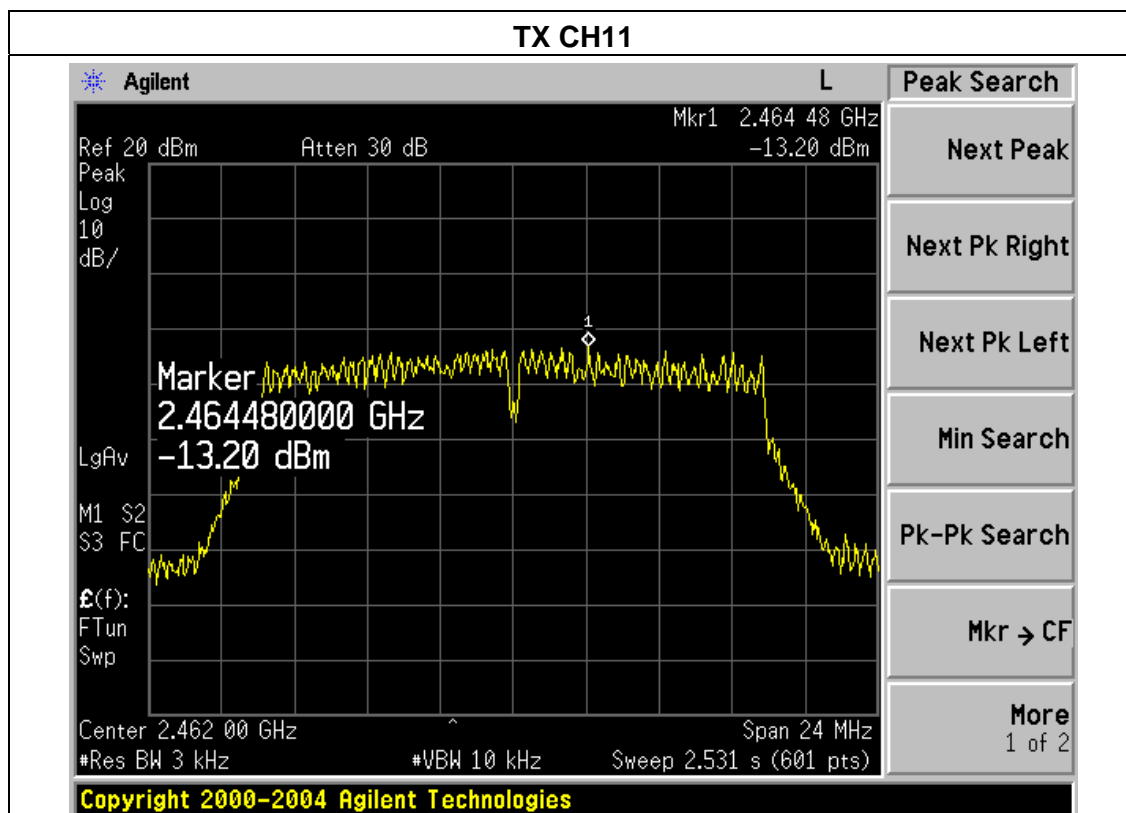 TX CH11
Agilent L Peak Search
Mkr1 2.464 48 GHz
Ref 20 dBm Atten 30 dB -13.20 dBm
Peak
Log
10
dB/
1
Marker
2.464480000 GHz
-13.20 dBm
LgAv
M1 S2
S3 FC
£(f):
FTun
Swp
Center 2.462 00 GHz ^ Span 24 MHz
#Res BW 3 kHz #VBW 10 kHz Sweep 2.531 s (601 pts)
Next Peak
Next Pk Right
Next Pk Left
Min Search
Pk-Pk Search
Mkr → CF
More
1 of 2
Copyright 2000-2004 Agilent Technologies